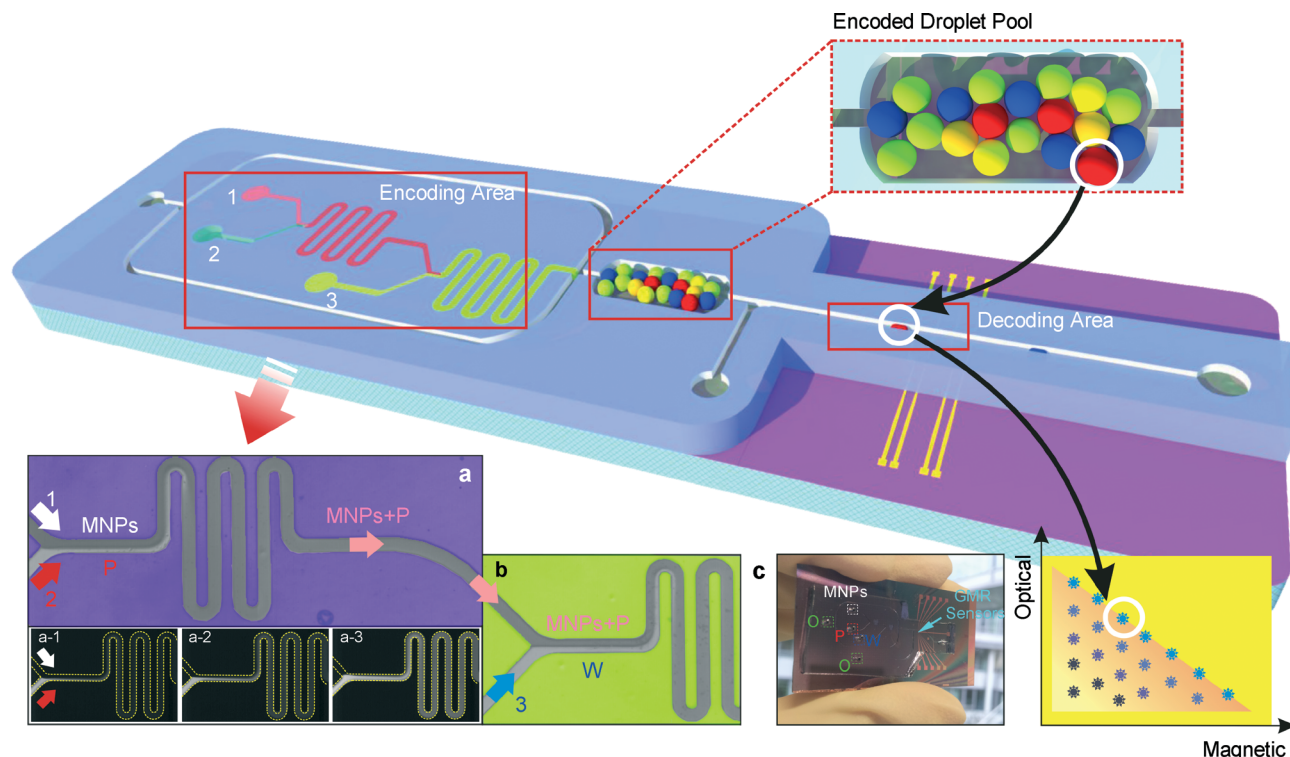 Encoded Droplet Pool
Encoding Area
1
2
3
Decoding Area
a
1
MNPs
MNPs+P
P
2
a-1
a-2
a-3
b
MNPs+P
W
3
c
MNPs
GMR
Sensors
O
P
W
O
Optical
Magnetic